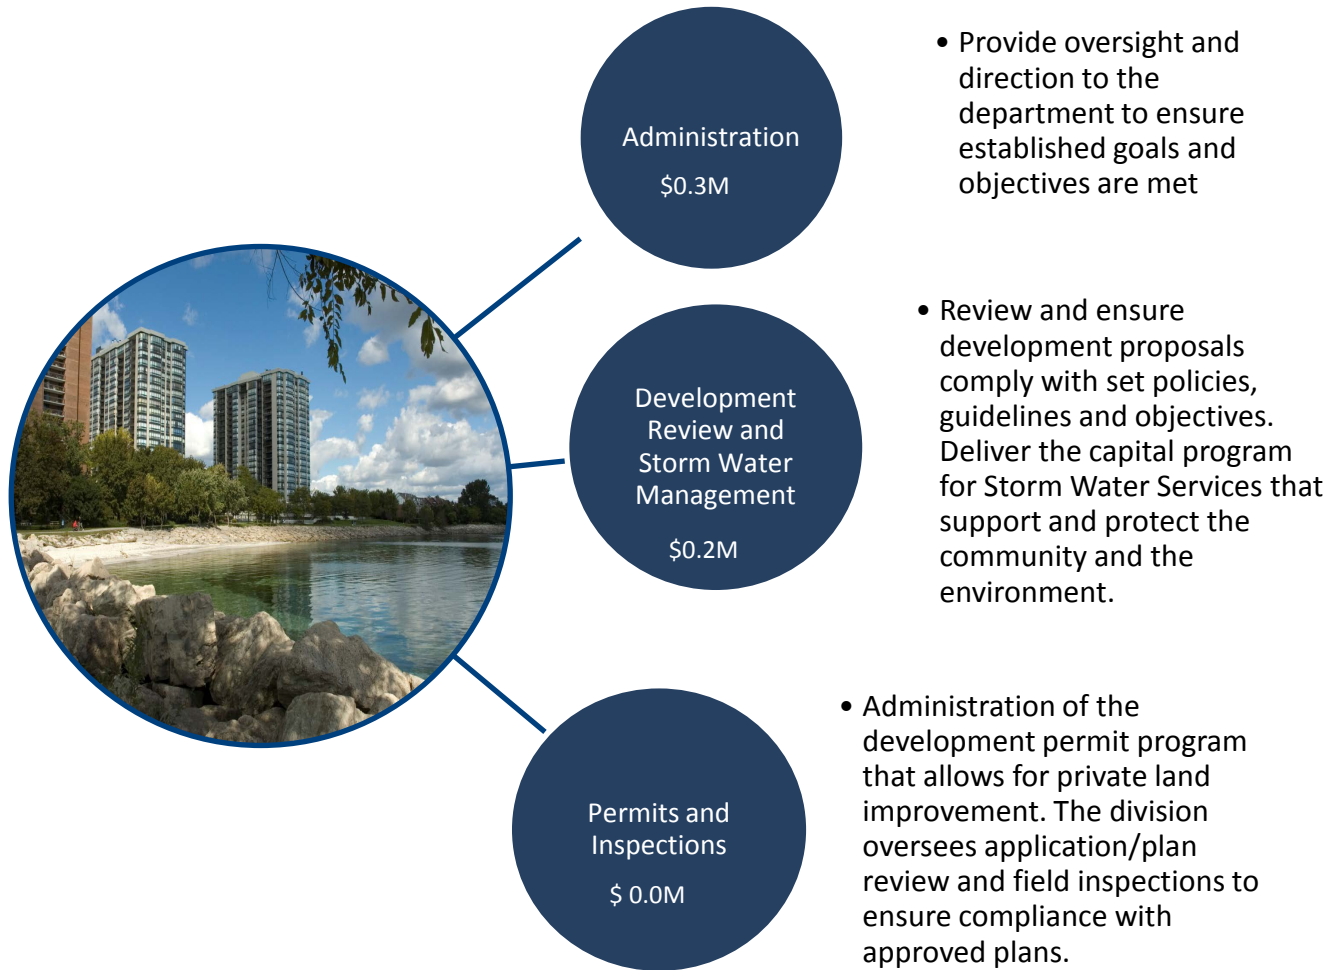 Administration
$0.3M
• Provide oversight and
direction to the
department to ensure
established goals and
objectives are met
Development
Review and
Storm Water
Management
$0.2M
• Review and ensure
development proposals
comply with set policies,
guidelines and objectives.
Deliver the capital program
for Storm Water Services that
support and protect the
community and the
environment.
Permits and
Inspections
$ 0.0M
• Administration of the
development permit program
that allows for private land
improvement. The division
oversees application/plan
review and field inspections to
ensure compliance with
approved plans.